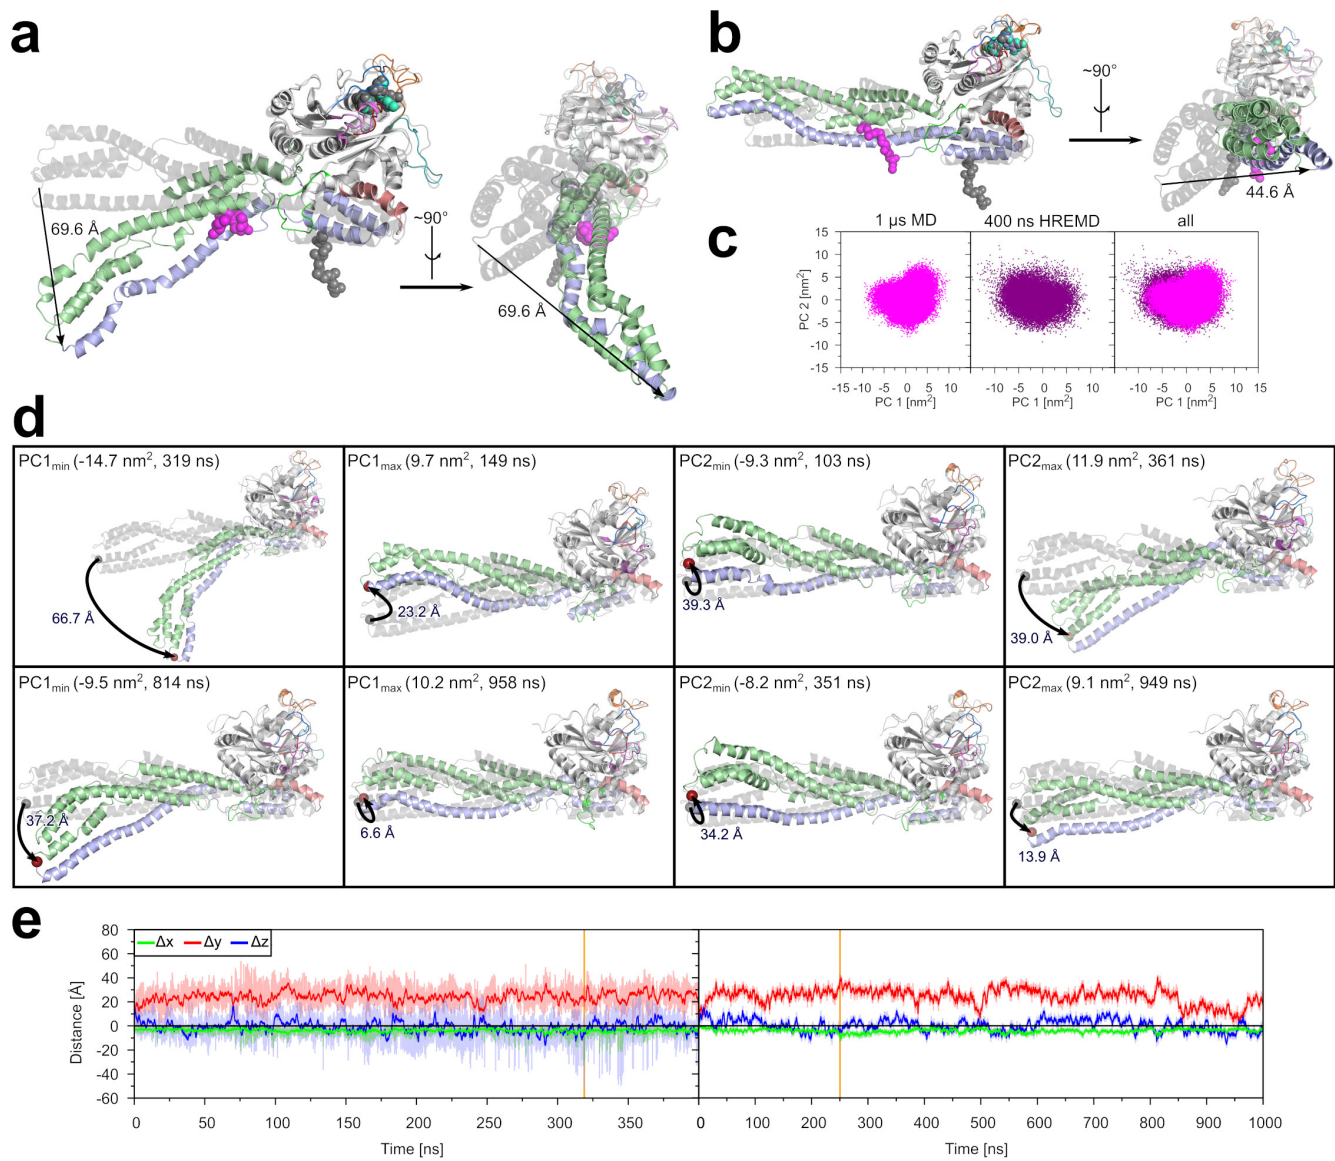 a
69.6 Å
~90°
69.6 Å
b
~90°
44.6 Å
c
1 µs MD
400 ns HREMD
all
PC 2 [nm²]
15
10
5
0
-5
-10
-15
-15 -10 -5 0 5 10
-10 -5 0 5 10
-10 -5 0 5 10 15
PC 1 [nm²]
PC 1 [nm²]
PC 1 [nm²]
d
PC1min (-14.7 nm², 319 ns)
66.7 Å
PC1max (9.7 nm², 149 ns)
23.2 Å
PC2min (-9.3 nm², 103 ns)
39.3 Å
PC2max (11.9 nm², 361 ns)
39.0 Å
PC1min (-9.5 nm², 814 ns)
37.2 Å
PC1max (10.2 nm², 958 ns)
6.6 Å
PC2min (-8.2 nm², 351 ns)
34.2 Å
PC2max (9.1 nm², 949 ns)
13.9 Å
e
Δx Δy Δz
Distance [Å]
80
60
40
20
0
-20
-40
-60
0 50 100 150 200 250 300 350
0 100 200 300 400 500 600 700 800 900 1000
Time [ns]
Time [ns]